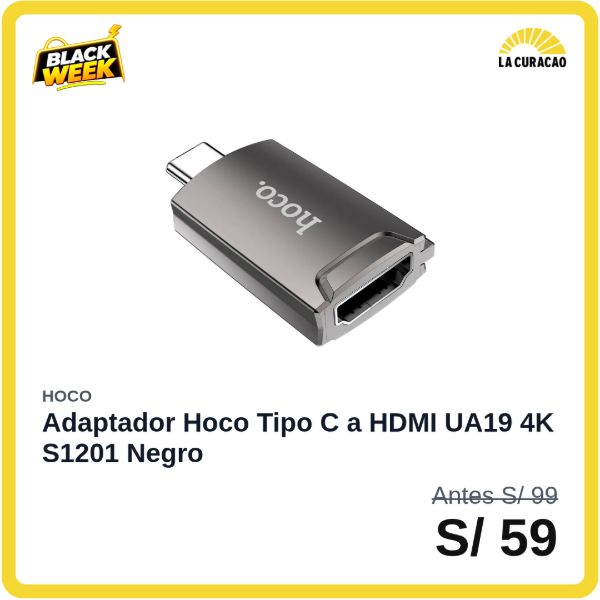 BLACK
WEEK
LA CURACAO
hoco.
HOCO
Adaptador Hoco Tipo C a HDMI UA19 4K
S1201 Negro
Antes S/ 99
S/ 59